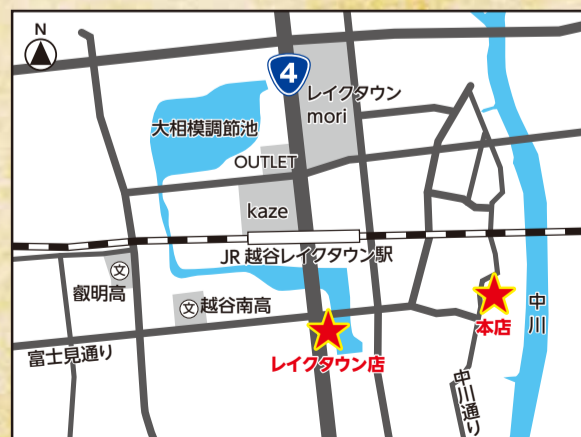 N
4
レイクタウン
mori
大相模調節池
OUTLET
kaze
JR 越谷レイクタウン駅
文
叡明高
文
越谷南高
富士見通り
レイクタウン店
本店
中川
中川通り